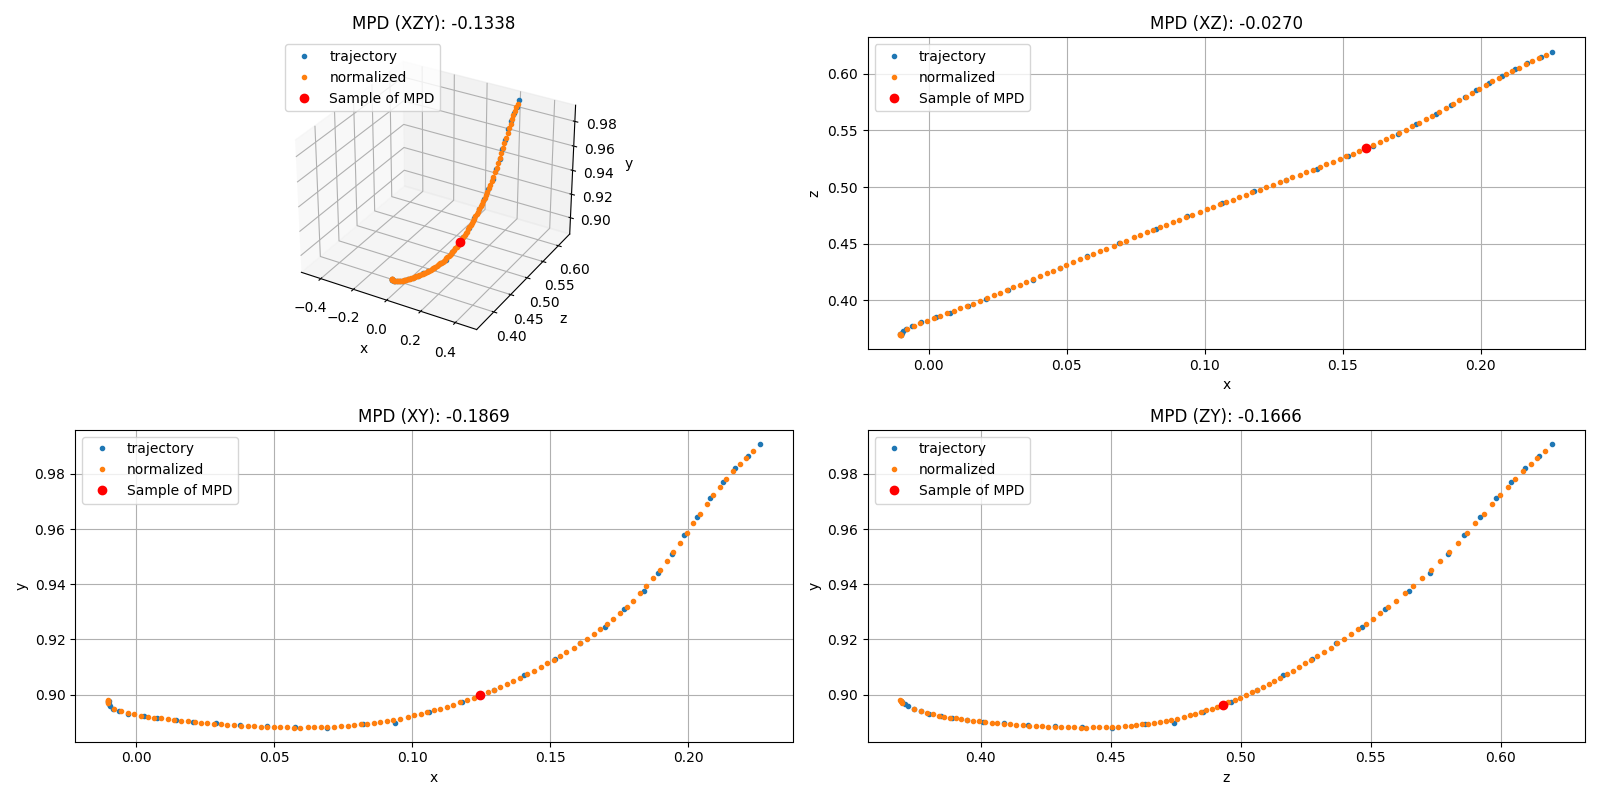 MPD (XZY): -0.1338
trajectory
normalized
Sample of MPD
0.98
0.96
0.94
0.92
0.90
y
0.60
0.55
0.50
0.45
0.40
z
−0.4
−0.2
0.0
0.2
0.4
x
MPD (XZ): -0.0270
trajectory
normalized
Sample of MPD
0.60
0.55
0.50
0.45
0.40
z
0.00 0.05 0.10 0.15 0.20
x
MPD (XY): -0.1869
trajectory
normalized
Sample of MPD
0.98
0.96
0.94
0.92
0.90
y
0.00 0.05 0.10 0.15 0.20
x
MPD (ZY): -0.1666
trajectory
normalized
Sample of MPD
0.98
0.96
0.94
0.92
0.90
y
0.40 0.45 0.50 0.55 0.60
z